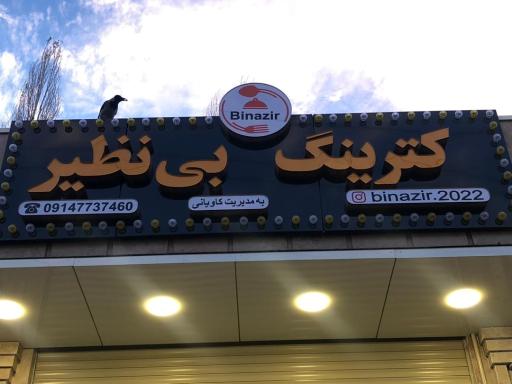 Binazir
کترینگ بی نظیر
binazir.2022
به مدیریت کاویانی
09147737460